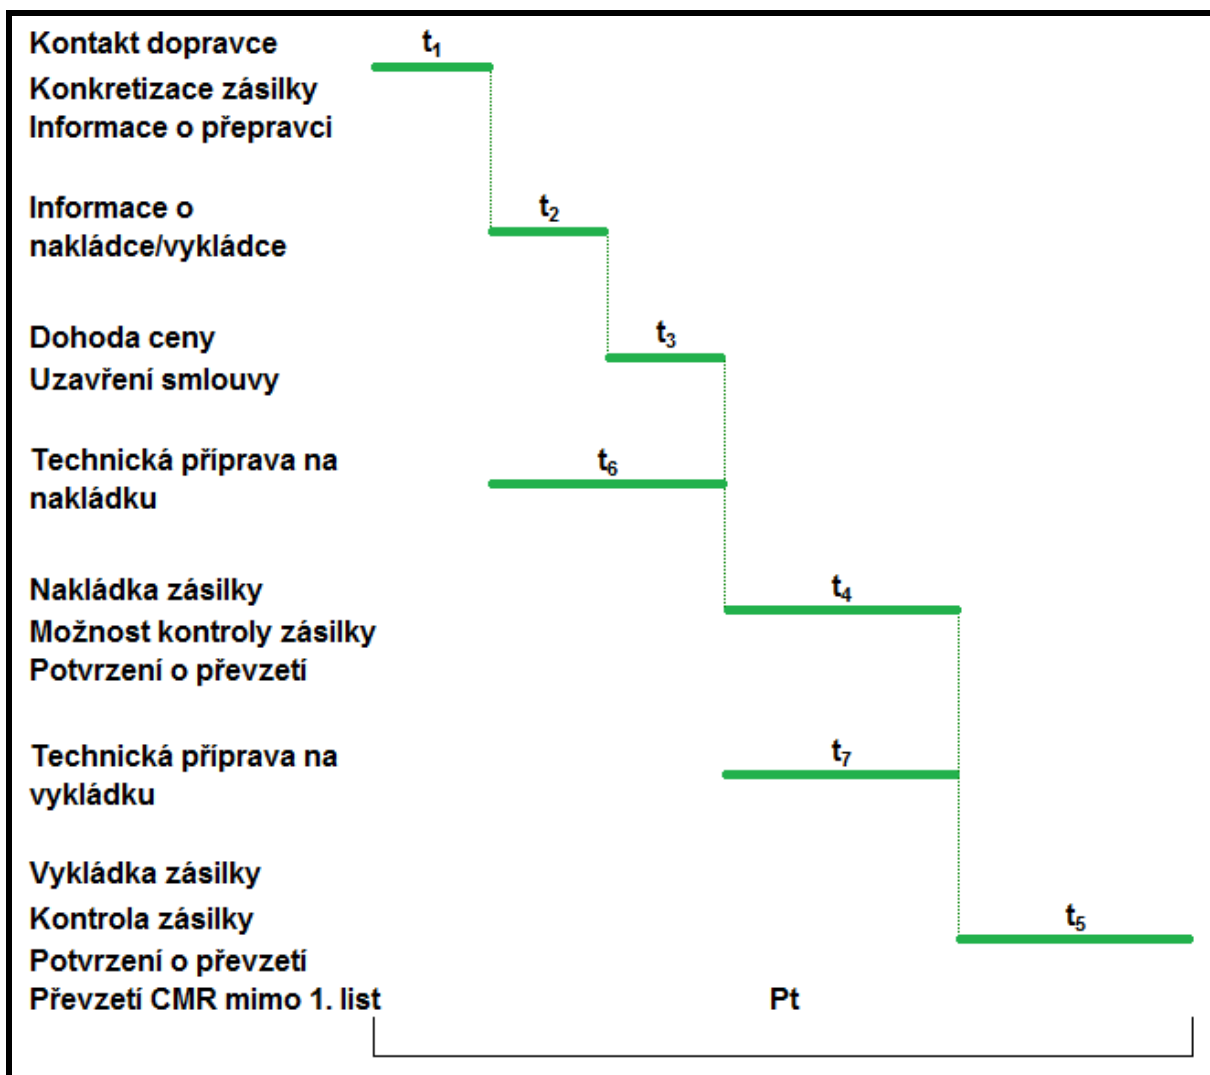 Kontakt dopravce
t₁
Konkretizace zásilky
Informace o přepravci
Informace o
nakládce/vykládce
t₂
Dohoda ceny
t₃
Uzavření smlouvy
Technická příprava na
nakládku
t₆
Nakládka zásilky
t₄
Možnost kontroly zásilky
Potvrzení o převzetí
Technická příprava na
vykládku
t₇
Vykládka zásilky
Kontrola zásilky
t₅
Potvrzení o převzetí
Převzetí CMR mimo 1. list
Pt